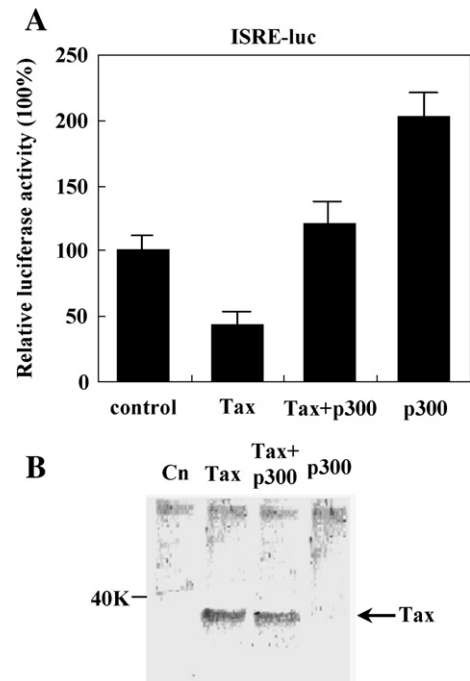 A
ISRE-luc
Relative luciferase activity (100%)
250
200
150
100
50
0
control Tax Tax+p300 p300
B
Cn Tax Tax+ p300 p300
40K
Tax